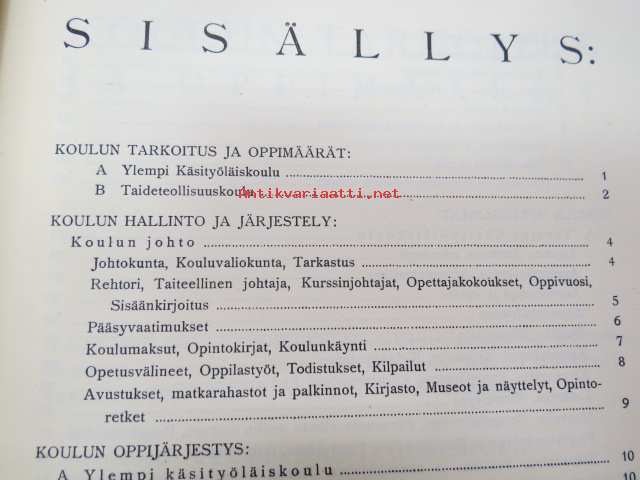 SISÄLLYS:
KOULUN TARKOITUS JA OPPIMÄÄRÄT:
A Ylempi Käsityöläiskoulu 1
B Taideteollisuuskoulu 2
Antikvariaatti.net
KOULUN HALLINTO JA JÄRJESTELY:
Koulun johto 4
Johtokunta, Kouluvaliokunta, Tarkastus 4
Rehtori, Taiteellinen johtaja, Kurssinjohtajat, Opettajakokoukset, Oppivuosi,
Sisäänkirjoitus 5
Pääsyvaatimukset 6
Koulumaksut, Opintokirjat, Koulunkäynti 7
Opetusvälineet, Oppilastyöt, Todistukset, Kilpailut 8
Avustukset, matkarahastot ja palkinnot, Kirjasto, Museot ja näyttelyt, Opinto-
retket 9
KOULUN OPPIJÄRJESTYS:
A Ylempi käsityöläiskoulu 10
10